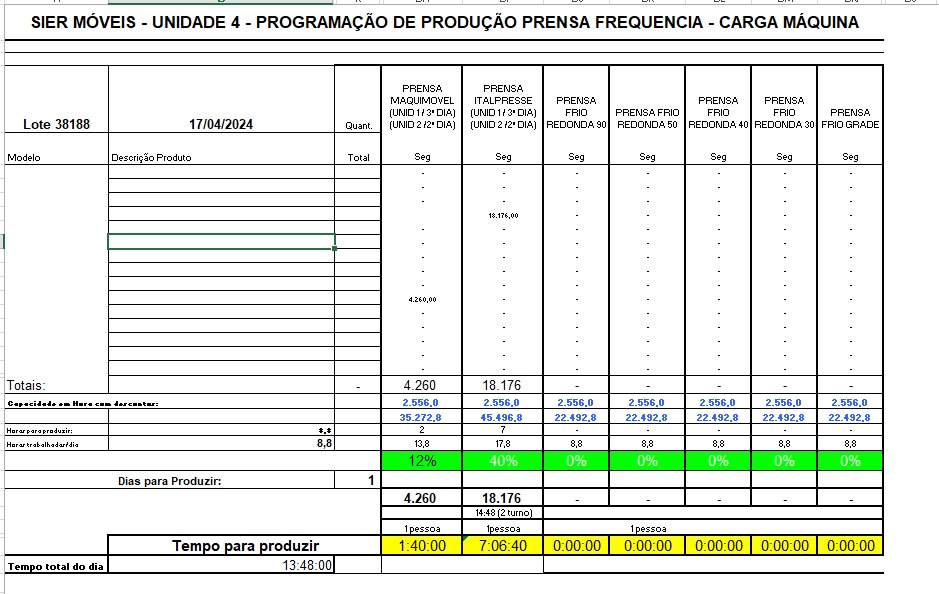 SIER MÓVEIS - UNIDADE 4 - PROGRAMAÇÃO DE PRODUÇÃO PRENSA FREQUENCIA - CARGA MÁQUINA
Lote 38188 17/04/2024 Quant. PRENSA MAQUIMOVEL (UNID 1 / 3ª DIA) (UNID 2 /2ª DIA) PRENSA ITALPRESSE (UNID 1 / 3ª DIA) (UNID 2 /2ª DIA) PRENSA FRIO REDONDA 90 PRENSA FRIO REDONDA 50 PRENSA FRIO REDONDA 40 PRENSA FRIO REDONDA 30 PRENSA FRIO GRADE
Modelo Descrição Produto Total Seg Seg Seg Seg Seg Seg Seg
- - - - - - -
- - - - - - -
- - - - - - -
- 18.176,00 - - - - -
- - - - - - -
- - - - - - -
- - - - - - -
- - - - - - -
- - - - - - -
4.260,00 - - - - - -
- - - - - - -
- - - - - - -
- - - - - - -
- - - - - - -
- - - - - - -
Totais: - 4.260 18.176 - - - - -
Capacidade em Hora com descontar: 2.556,0 2.556,0 2.556,0 2.556,0 2.556,0 2.556,0 2.556,0
35.272,8 45.496,8 22.492,8 22.492,8 22.492,8 22.492,8 22.492,8
Horar para produzir: 2 7 - - - - -
Horar trabalhadar/dia 8,8 13,8 17,8 8,8 8,8 8,8 8,8 8,8
12% 40% 0% 0% 0% 0% 0%
Dias para Produzir: 1
4.260 18.176 - - - - -
14:48 (2 turno)
1 pessoa 1 pessoa 1 pessoa
Tempo para produzir 1:40:00 7:06:40 0:00:00 0:00:00 0:00:00 0:00:00 0:00:00
Tempo total do dia 13:48:00